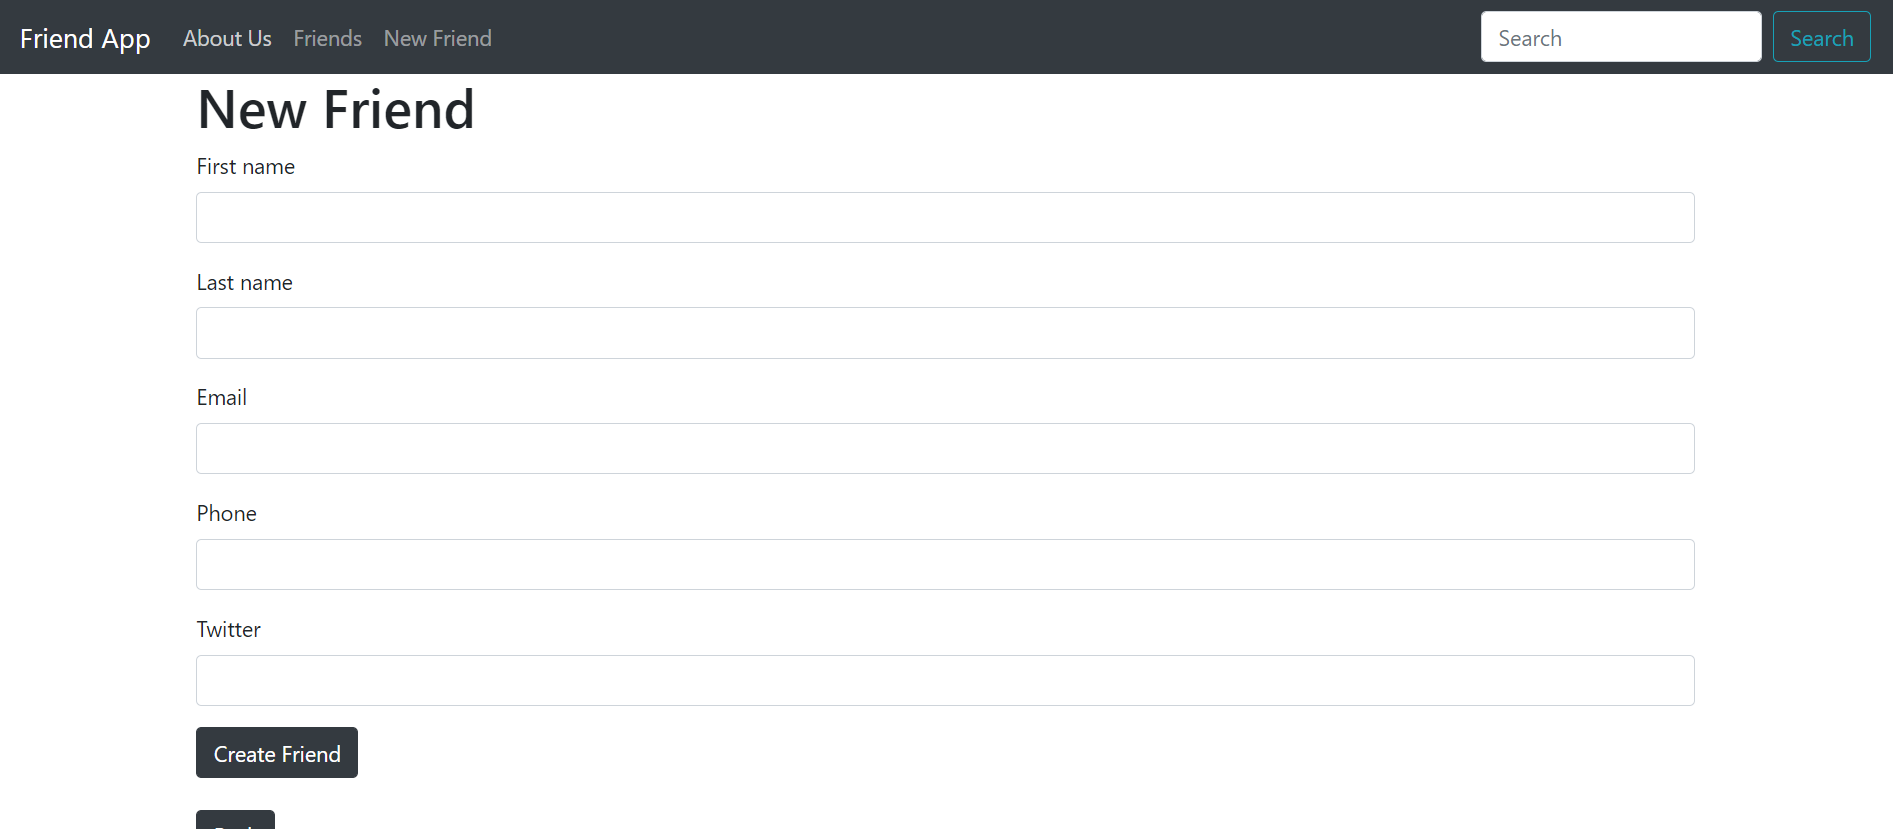 Friend App About Us Friends New Friend Search Search
New Friend
First name
Last name
Email
Phone
Twitter
Create Friend